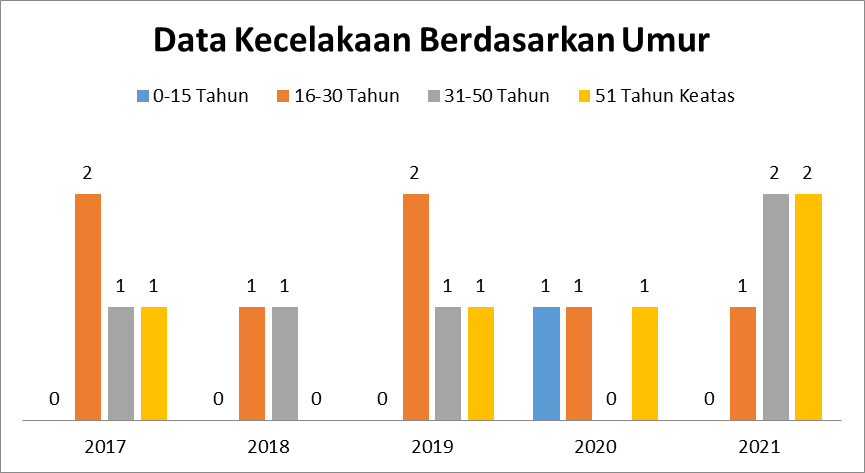 Data Kecelakaan Berdasarkan Umur
0-15 Tahun 16-30 Tahun 31-50 Tahun 51 Tahun Keatas
2 2 2 2
1 1 1 1 1 1 1 1 1 1
0 0 0 0 0 0
2017 2018 2019 2020 2021